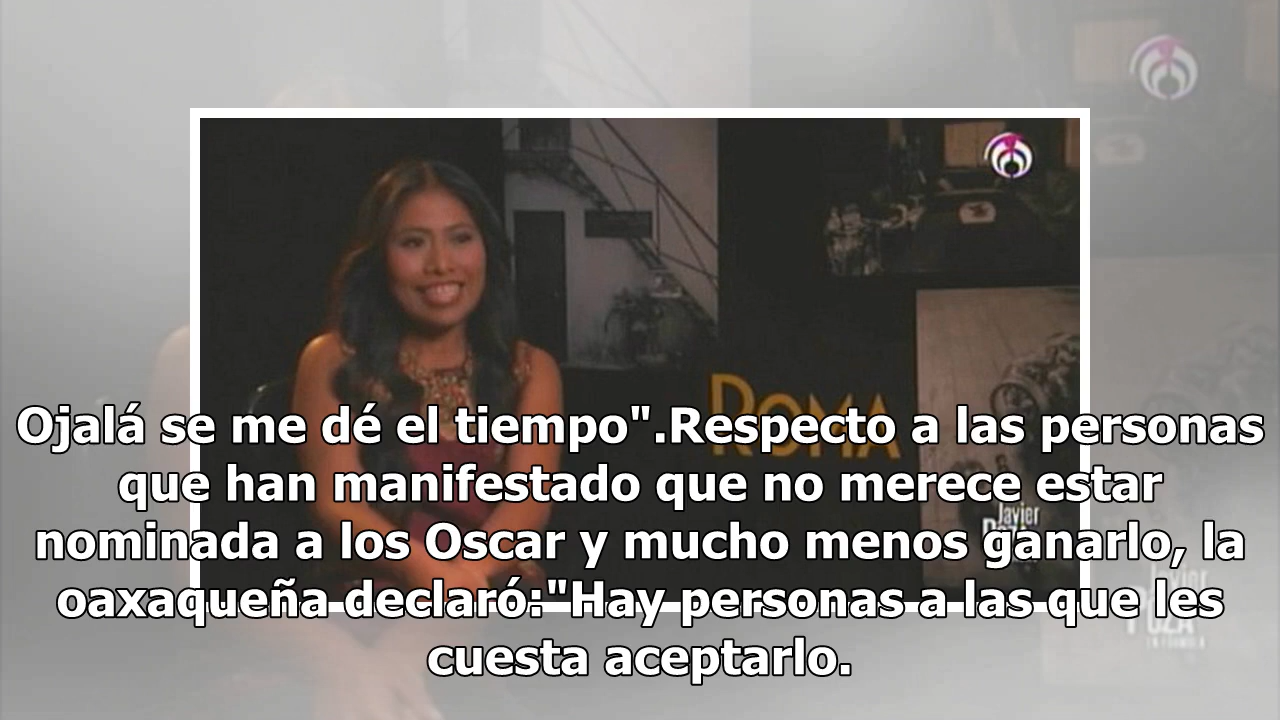 ROMA
Javier
Ojalá se me dé el tiempo".Respecto a las personas
que han manifestado que no merece estar
nominada a los Oscar y mucho menos ganarlo, la
oaxaqueña declaró:"Hay personas a las que les
cuesta aceptarlo.